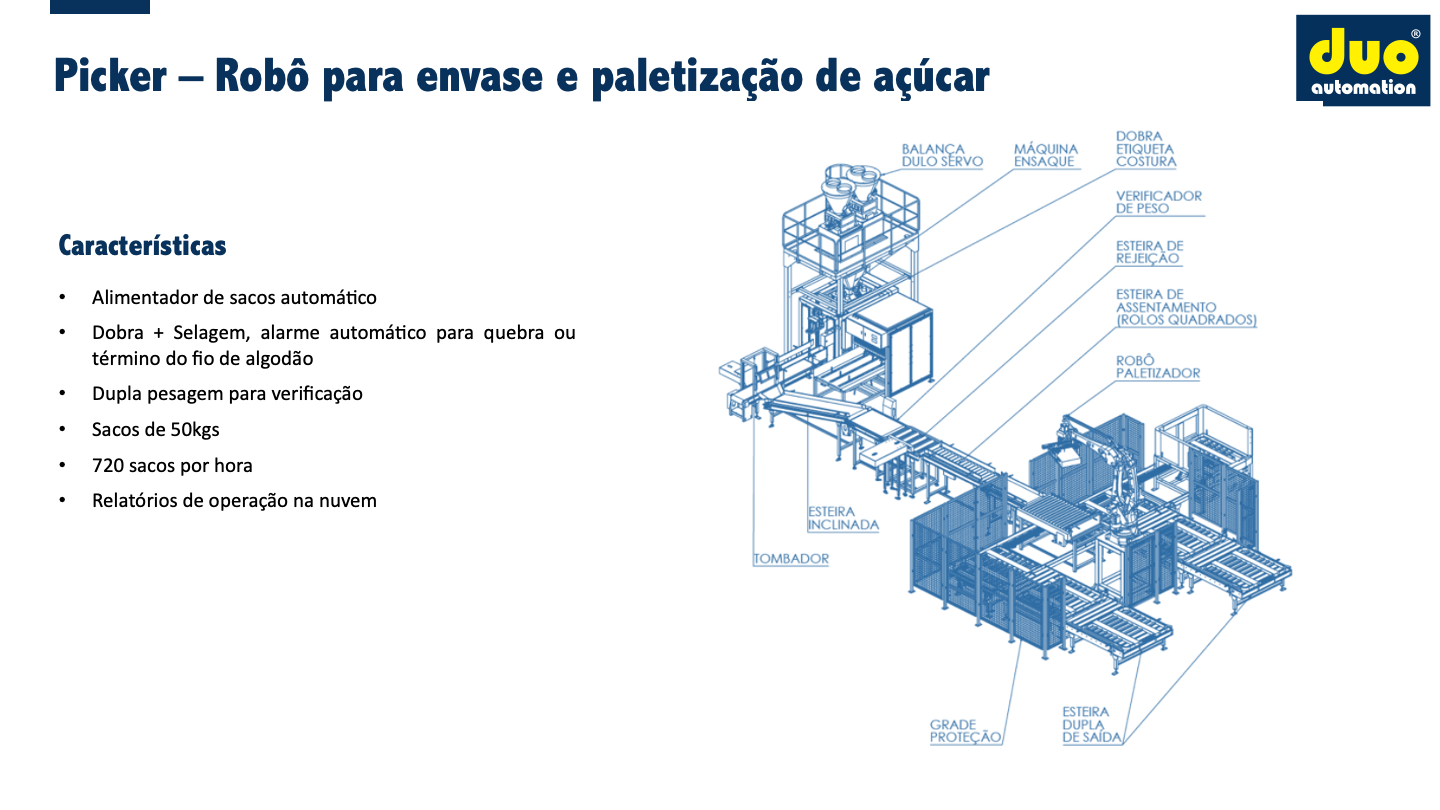 Picker – Robô para envase e paletização de açúcar
duo®
automation
Características
• Alimentador de sacos automático
• Dobra + Selagem, alarme automático para quebra ou
término do fio de algodão
• Dupla pesagem para verificação
• Sacos de 50kgs
• 720 sacos por hora
• Relatórios de operação na nuvem
BALANÇA
DULO SERVO
MÁQUINA
ENSAQUE
DOBRA
ETIQUETA
COSTURA
VERIFICADOR
DE PESO
ESTEIRA DE
REJEIÇÃO
ESTEIRA DE
ASSENTAMENTO
(ROLOS QUADRADOS)
ROBÔ
PALETIZADOR
ESTEIRA
INCLINADA
TOMBADOR
GRADE
PROTEÇÃO
ESTEIRA
DUPLA
DE SAÍDA